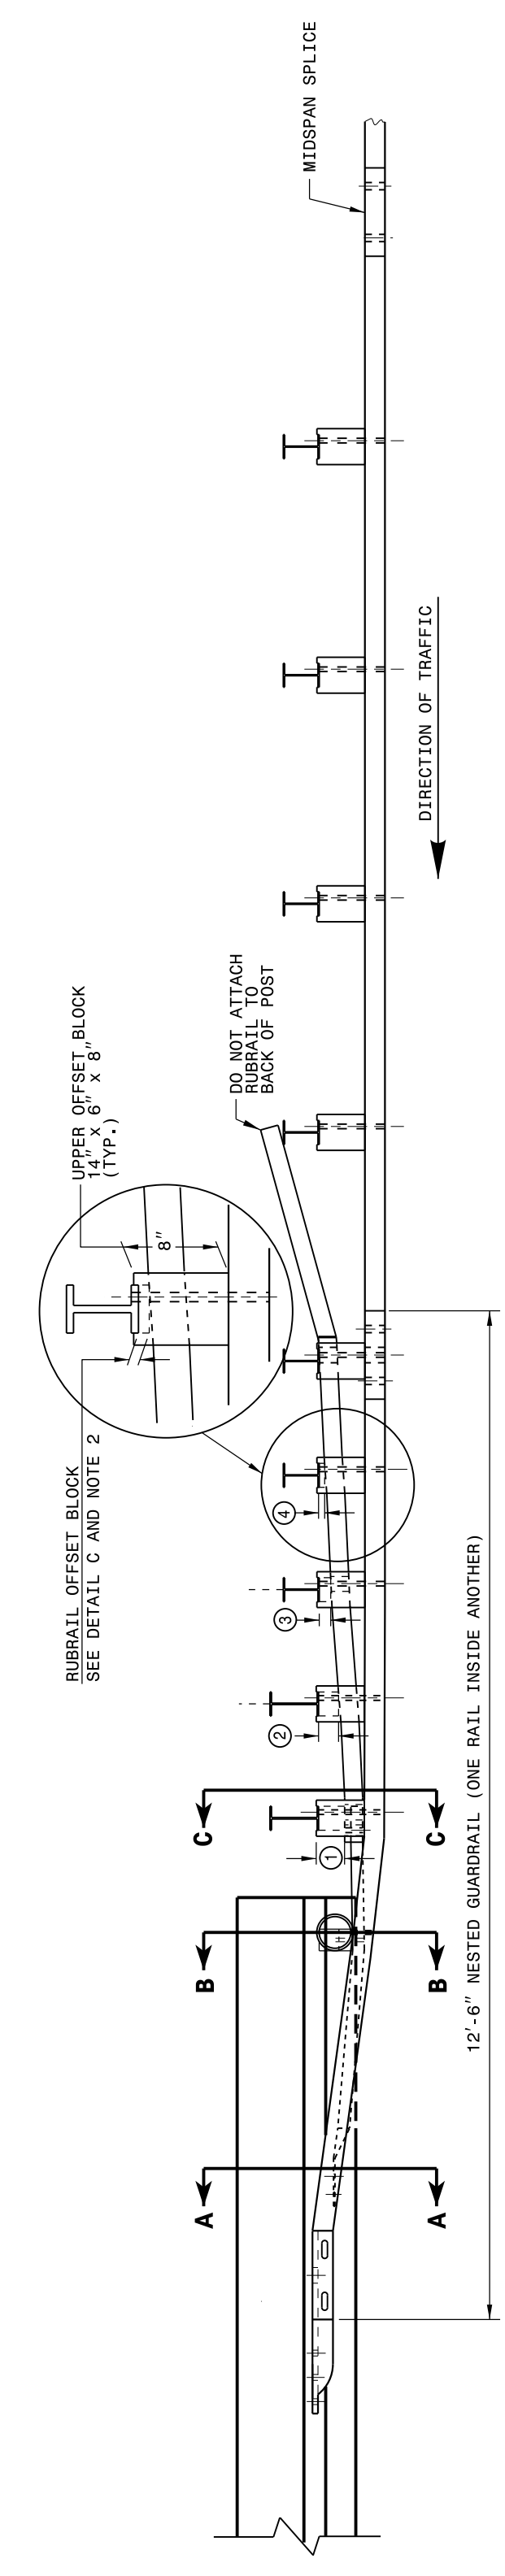 RUBRAIL OFFSET BLOCK
SEE DETAIL C AND NOTE 2
UPPER OFFSET BLOCK
14" x 6" x 8"
(TYP.)
8"
DO NOT ATTACH
RUBRAIL TO
BACK OF POST
MIDSPAN SPLICE
1
2
3
4
A
B
C
A
B
C
DIRECTION OF TRAFFIC
12'-6" NESTED GUARDRAIL (ONE RAIL INSIDE ANOTHER)